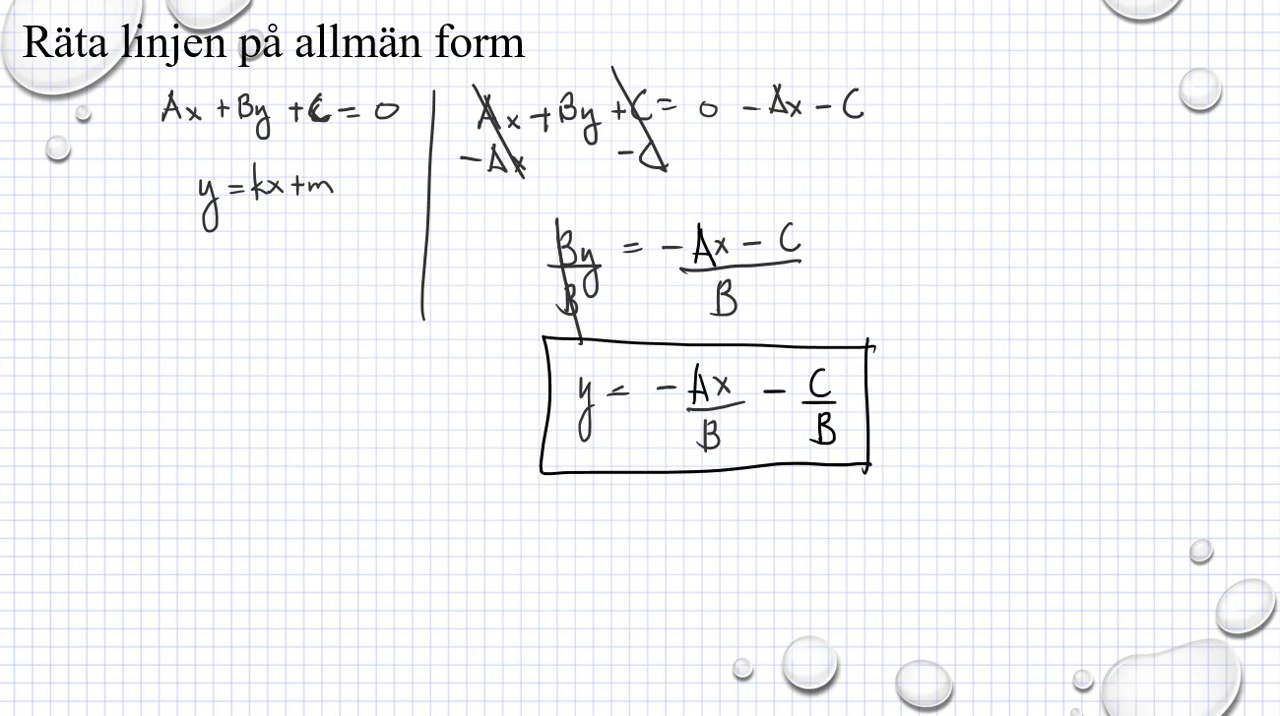 Räta linjen på allmän form
Ax + By + C = 0
y = kx + m
Ax + By + C = 0 - Ax - C
-Ax -C
By = -Ax - C
B B
y = -Ax - C
B B